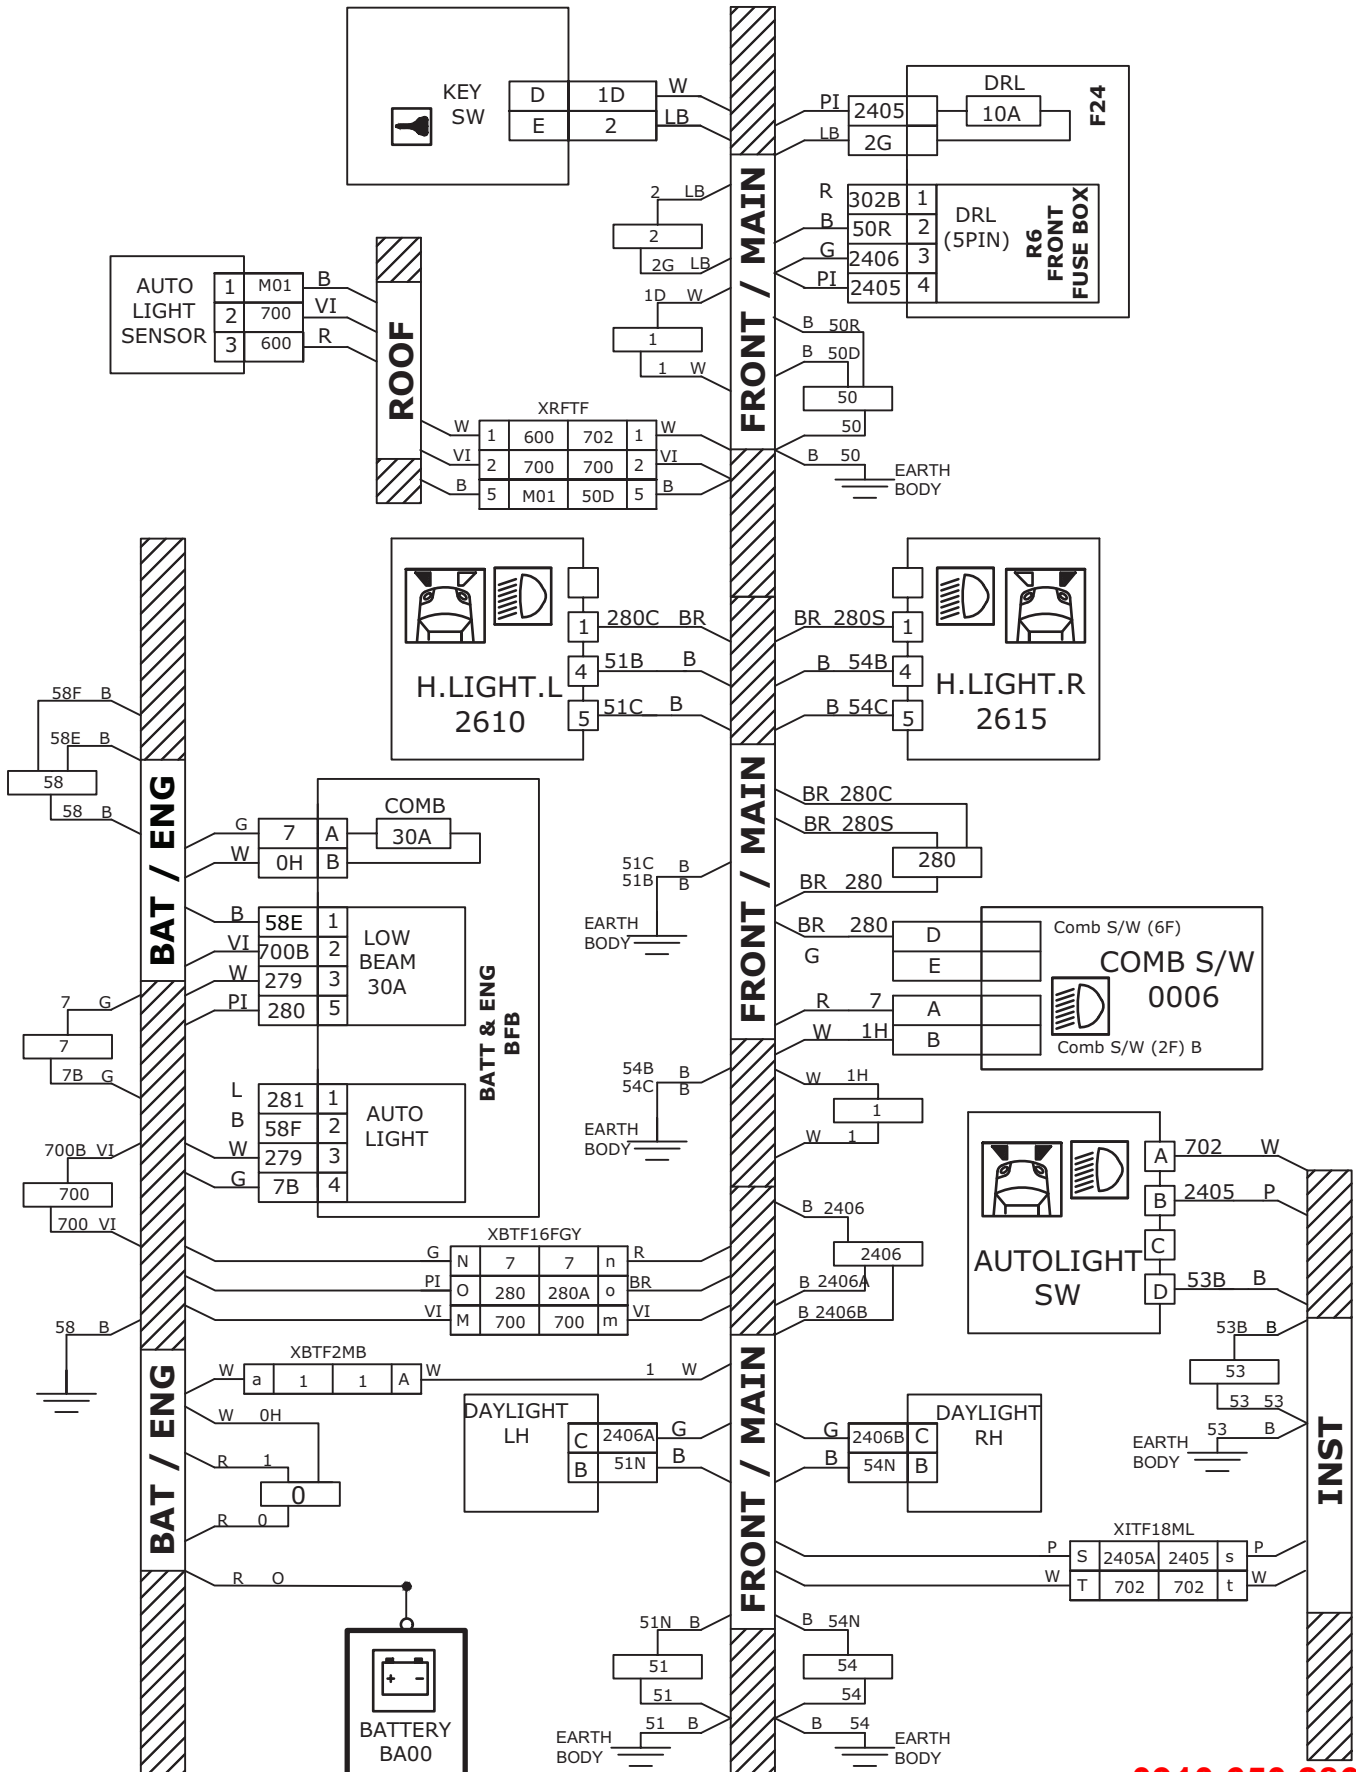 KEY
SW
D 1D W
E 2 LB
DRL
10A
F24
PI 2405
LB 2G
R 302B 1
B 50R 2
G 2406 3
PI 2405 4
DRL
(5PIN)
R6
FRONT
FUSE BOX
2 LB
2
2G LB
1D W
1
1 W
FRONT / MAIN
B 50R
B 50D
50
50
B 50
EARTH
BODY
AUTO
LIGHT
SENSOR
1 M01 B
2 700 VI
3 600 R
ROOF
XRFTF
W 1 600 702 1 W
VI 2 700 700 2 VI
B 5 M01 50D 5 B
H.LIGHT.L
2610
1 280C BR
4 51B B
5 51C B
BR 280S 1
B 54B 4
B 54C 5
H.LIGHT.R
2615
58F B
58E B
58
58 B
BAT / ENG
G 7 A
W 0H B
COMB
30A
B 58E 1
VI 700B 2
W 279 3
PI 280 5
LOW
BEAM
30A
BATT & ENG
BFB
L 281 1
B 58F 2
W 279 3
G 7B 4
AUTO
LIGHT
7 G
7
7B G
700B VI
700
700 VI
58 B
51C B
51B B
EARTH
BODY
54B B
54C B
EARTH
BODY
FRONT / MAIN
BR 280C
BR 280S
280
BR 280
BR 280 D
G E
R 7 A
W 1H B
Comb S/W (6F)
COMB S/W
0006
Comb S/W (2F) B
W 1H
1
W 1
B 2406
2406
B 2406A
B 2406B
AUTOLIGHT
SW
A 702 W
B 2405 P
C
D 53B B
53B B
53
53 53
53 B
EARTH
BODY
INST
XBTF16FGY
G N 7 7 n R
PI O 280 280A o BR
VI M 700 700 m VI
XBTF2MB
W a 1 1 A W 1 W
BAT / ENG
W 0H
R 1
0
R 0
R O
BATTERY
BA00
+ -
DAYLIGHT
LH
C 2406A G
B 51N B
FRONT / MAIN
G 2406B C
B 54N B
DAYLIGHT
RH
XITF18ML
P S 2405A 2405 s P
W T 702 702 t W
51N B
51
51
51 B
EARTH
BODY
B 54N
54
54
B 54
EARTH
BODY